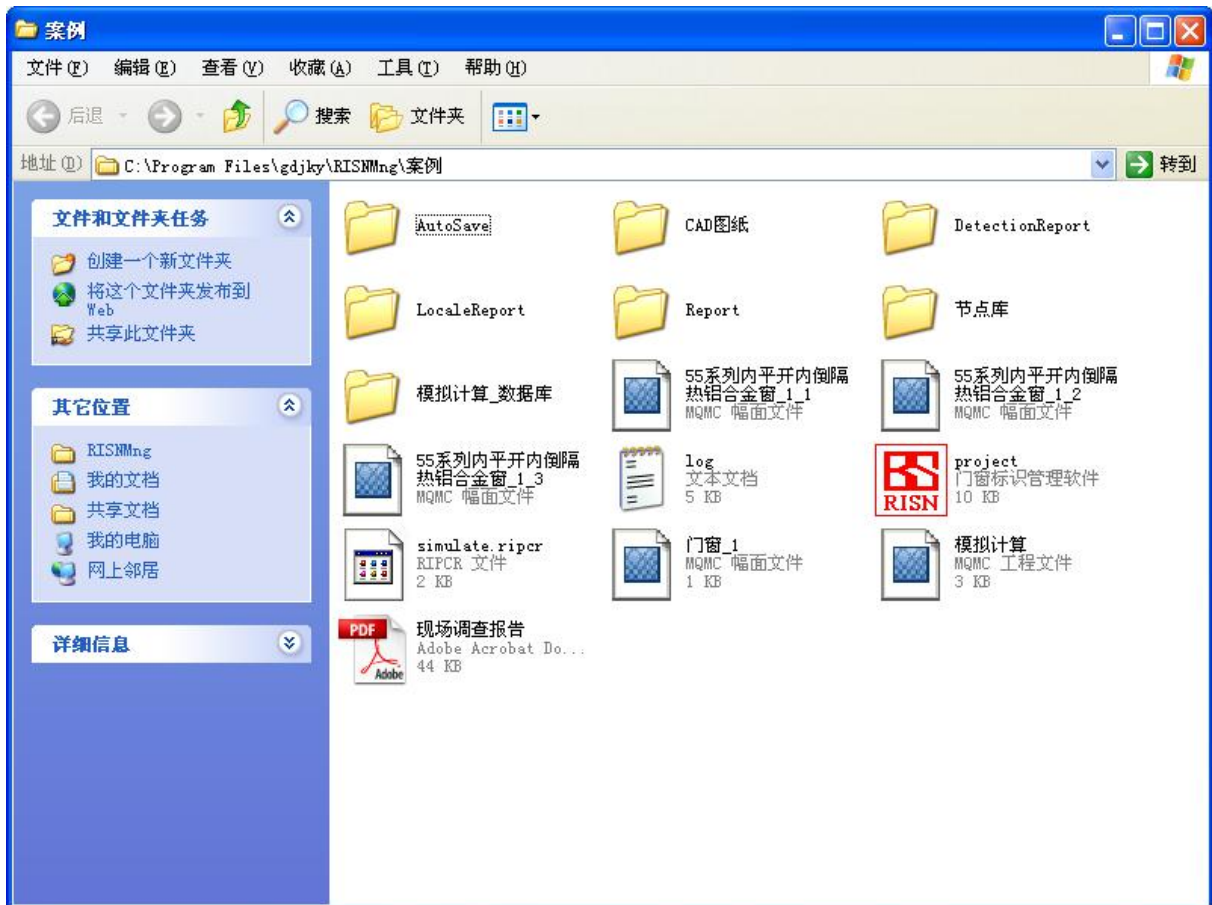 案例
文件(F) 编辑(E) 查看(V) 收藏(A) 工具(T) 帮助(H)
后退 搜索 文件夹
地址(D) C:\Program Files\gdjky\RISNMng\案例 转到
文件和文件夹任务
创建一个新文件夹
将这个文件夹发布到
Web
共享此文件夹
其它位置
RISNMng
我的文档
共享文档
我的电脑
网上邻居
详细信息
AutoSave
CAD图纸
DetectionReport
LocaleReport
Report
节点库
模拟计算_数据库
55系列内平开内倒隔
热铝合金窗_1_1
MQMC 幅面文件
55系列内平开内倒隔
热铝合金窗_1_2
MQMC 幅面文件
55系列内平开内倒隔
热铝合金窗_1_3
MQMC 幅面文件
log
文本文档
5 KB
RISN
project
门窗标识管理软件
10 KB
simulate.ripcr
RIPCR 文件
2 KB
门窗_1
MQMC 幅面文件
1 KB
模拟计算
MQMC 工程文件
3 KB
PDF
Adobe
现场调查报告
Adobe Acrobat Do...
44 KB